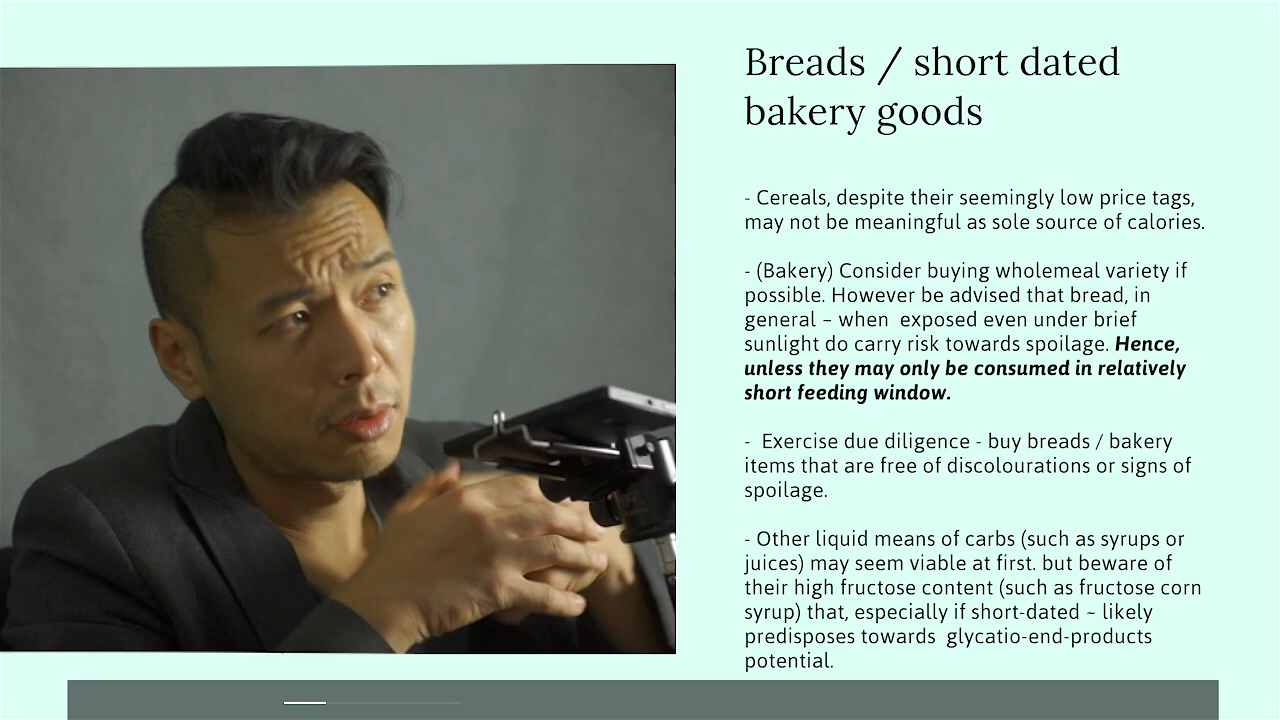 Breads / short dated
bakery goods
- Cereals, despite their seemingly low price tags,
may not be meaningful as sole source of calories.
- (Bakery) Consider buying wholemeal variety if
possible. However be advised that bread, in
general – when  exposed even under brief
sunlight do carry risk towards spoilage. Hence,
unless they may only be consumed in relatively
short feeding window.
-  Exercise due diligence - buy breads / bakery
items that are free of discolourations or signs of
spoilage.
- Other liquid means of carbs (such as syrups or
juices) may seem viable at first. but beware of
their high fructose content (such as fructose corn
syrup) that, especially if short-dated – likely
predisposes towards  glycatio-end-products
potential.